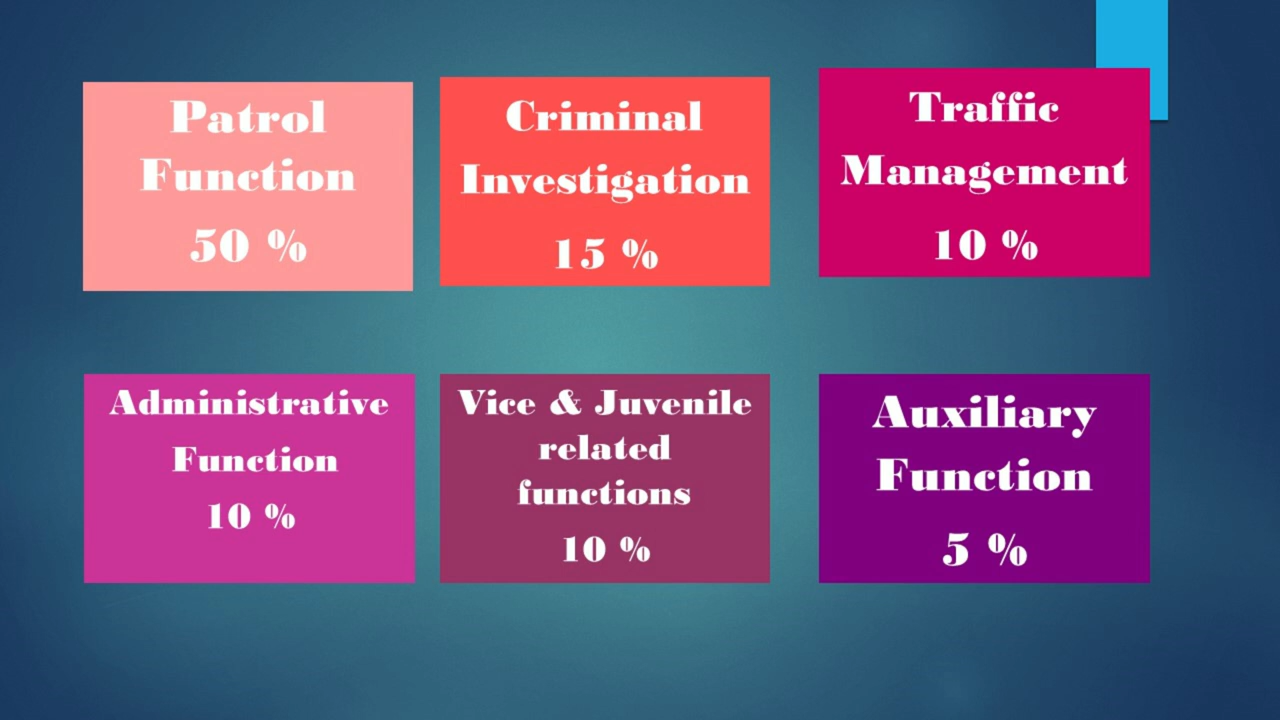 Patrol
Function
50 %
Criminal
Investigation
15 %
Traffic
Management
10 %
Administrative
Function
10 %
Vice & Juvenile
related
functions
10 %
Auxiliary
Function
5 %